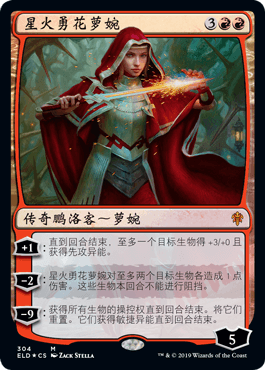 星火勇花萝婉 3
传奇鹏洛客～萝婉
+1 : 直到回合结束，至多一个目标生物得 +3/+0 且
获得先攻异能。
-2 : 星火勇花萝婉对至多两个目标生物各造成 1 点
伤害。这些生物本回合不能进行阻挡。
-9 : 获得所有生物的操控权直到回合结束。将它们
重置。它们获得敏捷异能直到回合结束。
5
304 M
ELD CS ZACK STELLA
™ & © 2019 Wizards of the Coast